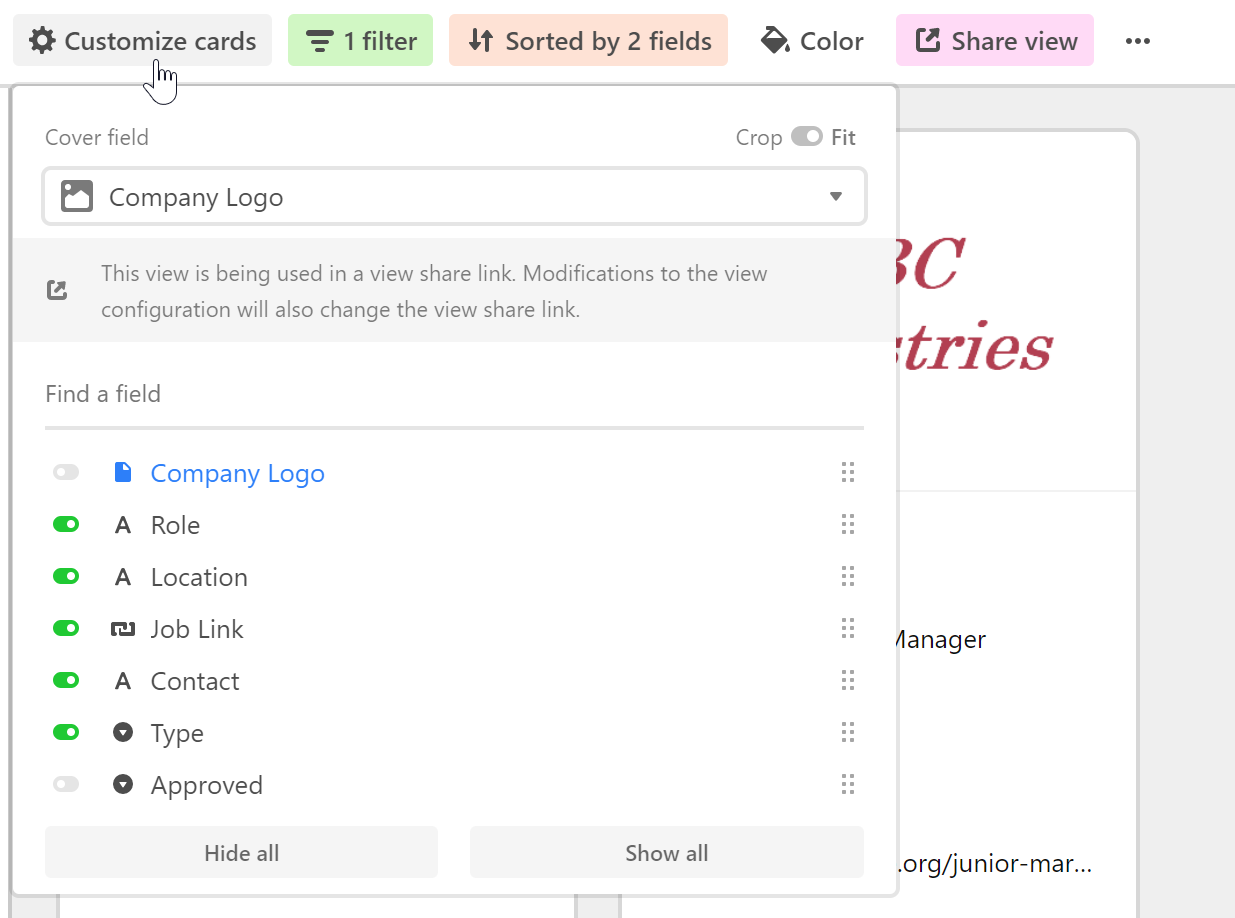 Customize cards
1 filter
Sorted by 2 fields
Color
Share view
Cover field
Crop
Fit
Company Logo
This view is being used in a view share link. Modifications to the view
configuration will also change the view share link.
Find a field
Company Logo
Role
Location
Job Link
Contact
Type
Approved
Hide all
Show all
BC
stries
Manager
.org/junior-mar...